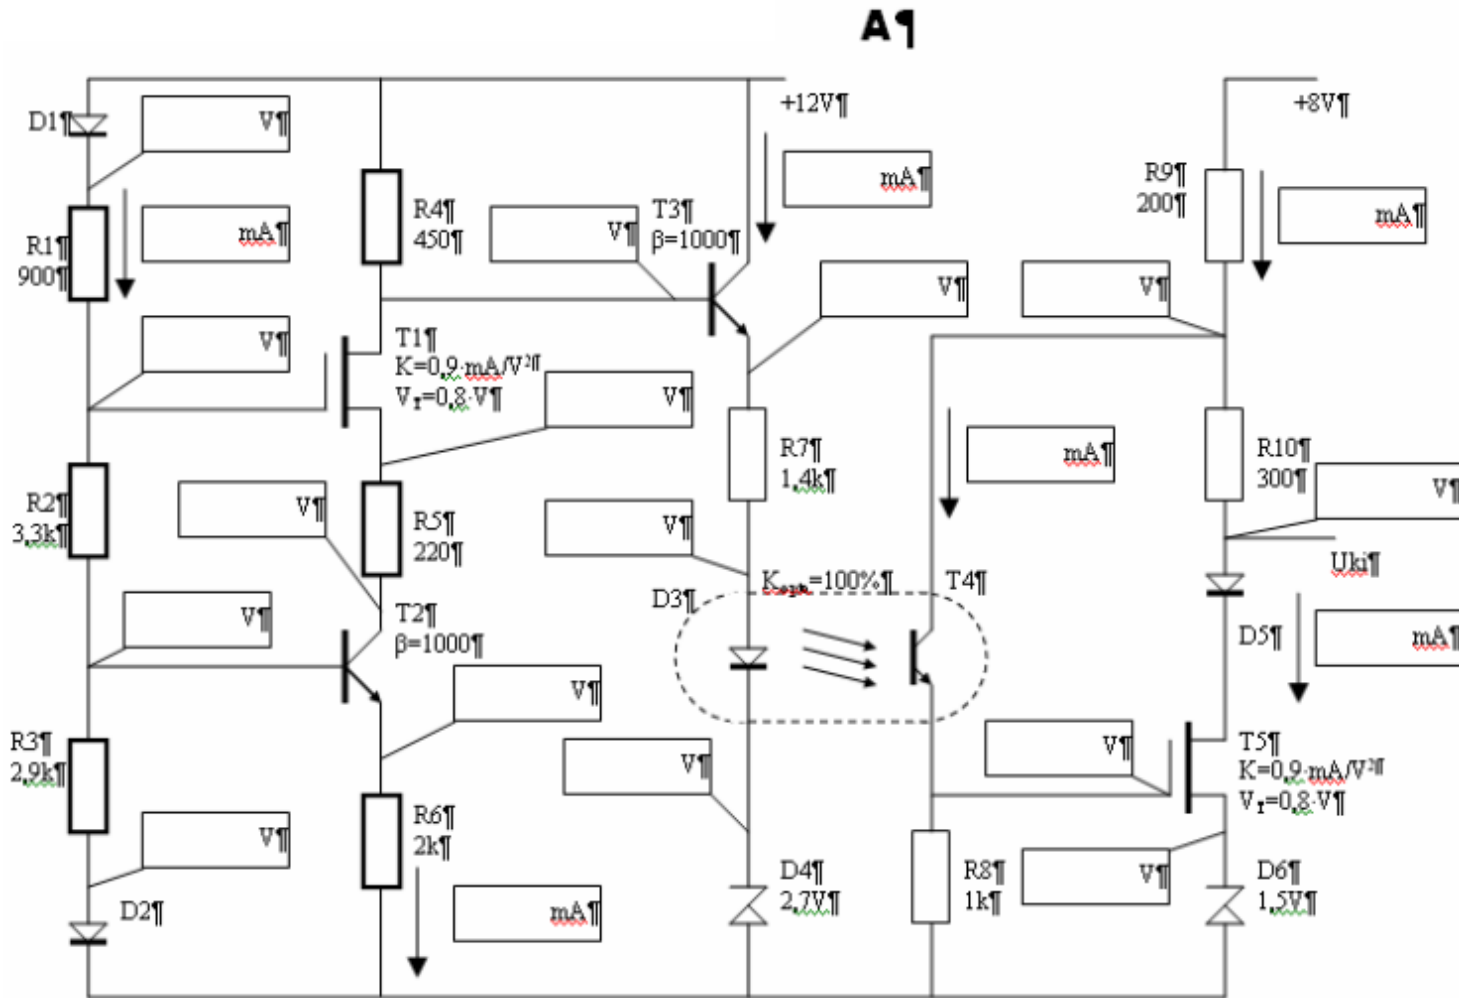 A¶
D1¶
V¶
+12V¶
+8V¶
mA¶
R1¶
900¶
mA¶
R4¶
450¶
V¶
T3¶
β=1000¶
R9¶
200¶
mA¶
V¶
T1¶
K=0,9·mA/V²¶
V_T=0,8·V¶
V¶
V¶
V¶
R2¶
3,3k¶
V¶
R5¶
220¶
V¶
R7¶
1,4k¶
mA¶
R10¶
300¶
V¶
Uki¶
V¶
T2¶
β=1000¶
D3¶
=100%¶
T4¶
D5¶
mA¶
R3¶
2,9k¶
V¶
V¶
V¶
T5¶
K=0,9·mA/V²¶
V_T=0,8·V¶
V¶
R6¶
2k¶
D4¶
2,7V¶
R8¶
1k¶
V¶
D6¶
1,5V¶
D2¶
mA¶